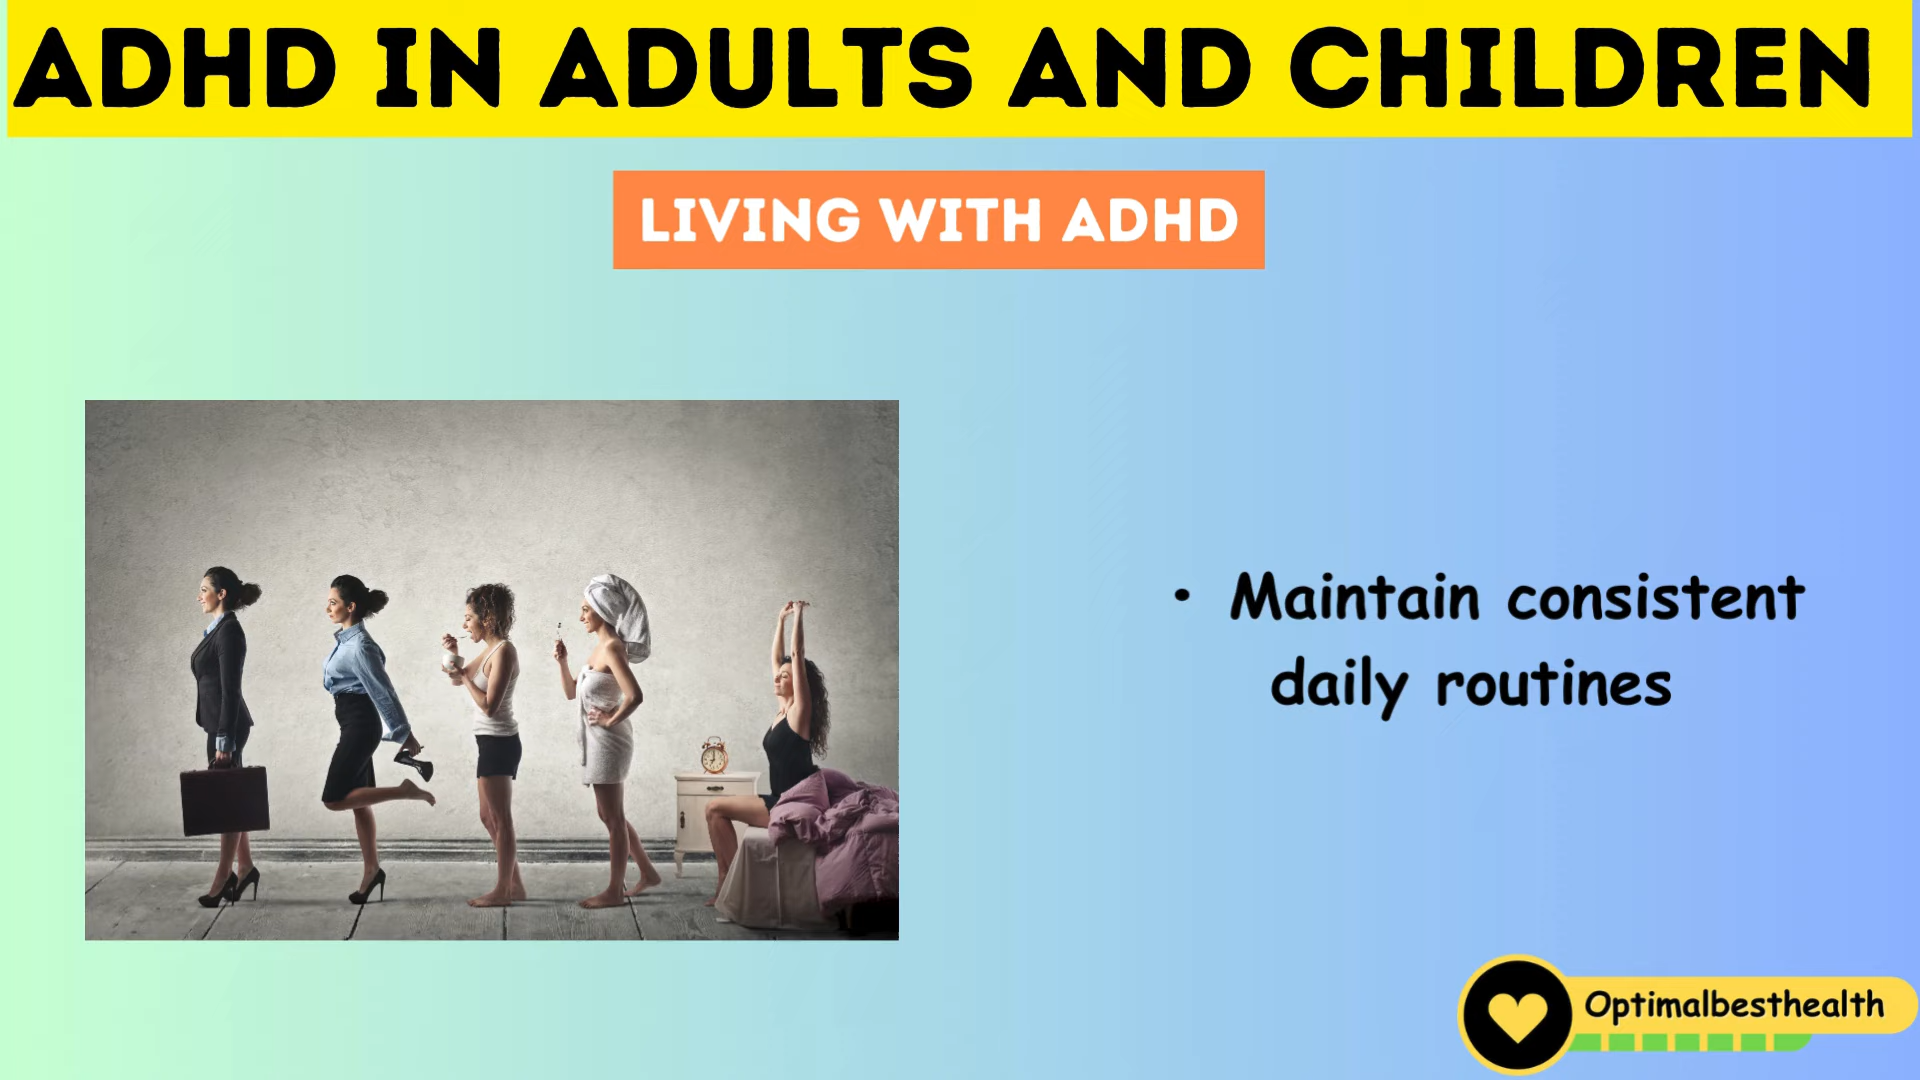 ADHD IN ADULTS AND CHILDREN
LIVING WITH ADHD
• Maintain consistent
daily routines
Optimalbesthealth